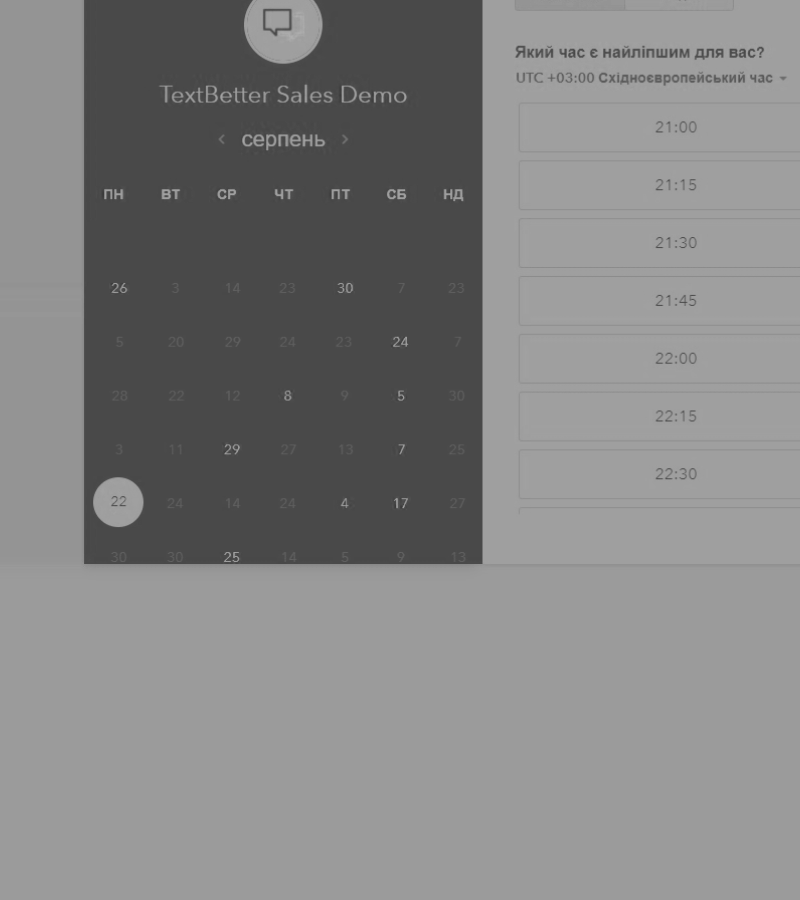 TextBetter Sales Demo
серпень
ПН ВТ СР ЧТ ПТ СБ НД
26 3 14 23 30 7 23
5 20 29 24 23 24 7
28 22 12 8 9 5 30
3 11 29 27 13 7 25
22 24 14 24 4 17 27
30 30 25 14 5 9 13
Який час є найліпшим для вас?
UTC +03:00 Східноєвропейський час
21:00
21:15
21:30
21:45
22:00
22:15
22:30